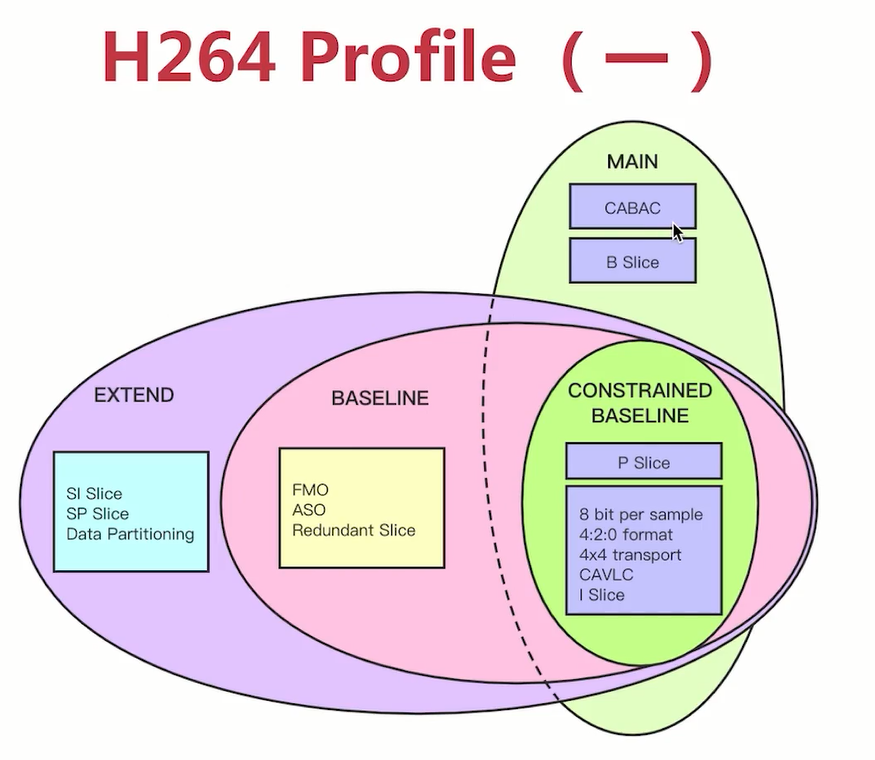 H264 Profile（一）
MAIN
CABAC
B Slice
EXTEND
SI Slice
SP Slice
Data Partitioning
BASELINE
FMO
ASO
Redundant Slice
CONSTRAINED
BASELINE
P Slice
8 bit per sample
4:2:0 format
4x4 transport
CAVLC
I Slice